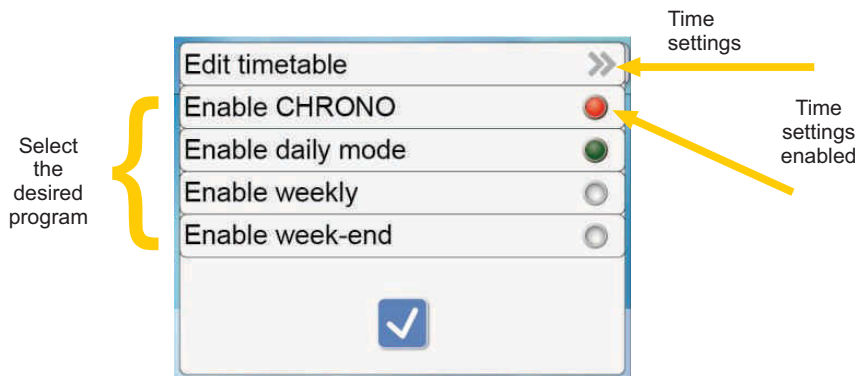 Time
settings
Edit timetable
Enable CHRONO
Enable daily mode
Enable weekly
Enable week-end
Select
the
desired
program
Time
settings
enabled